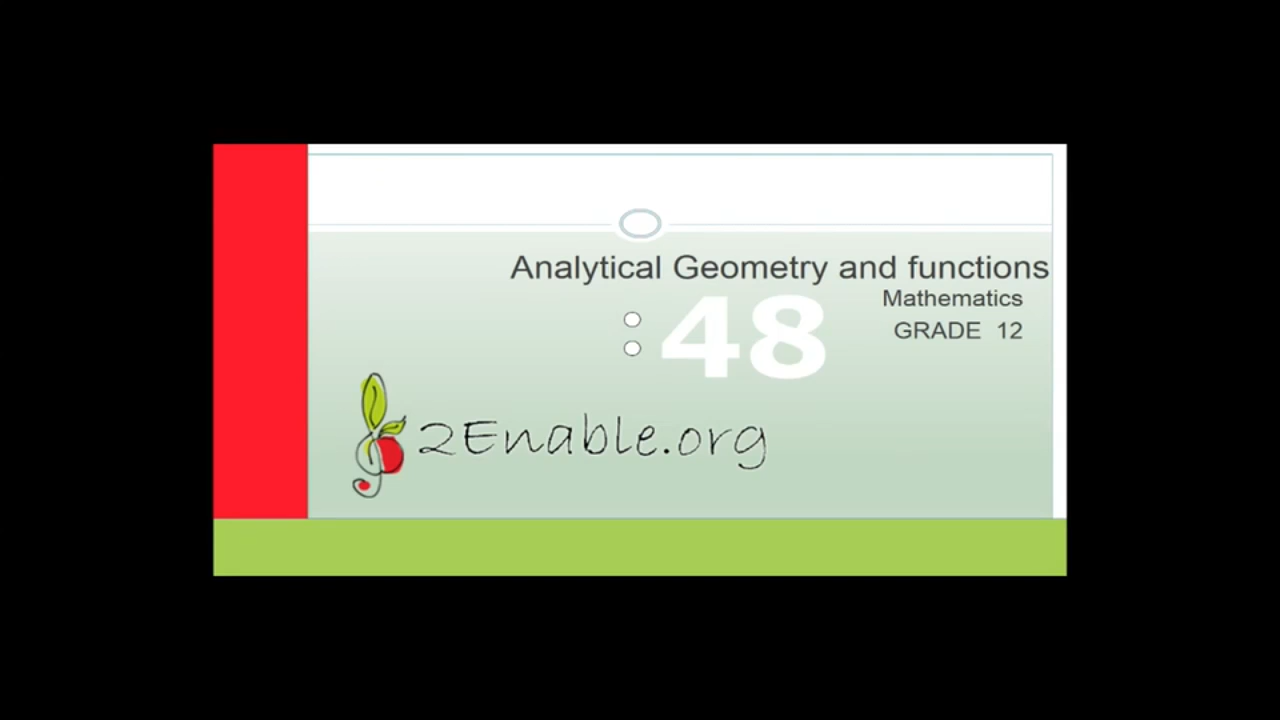 Analytical Geometry and functions
Mathematics
:48
GRADE 12
2Enable.org